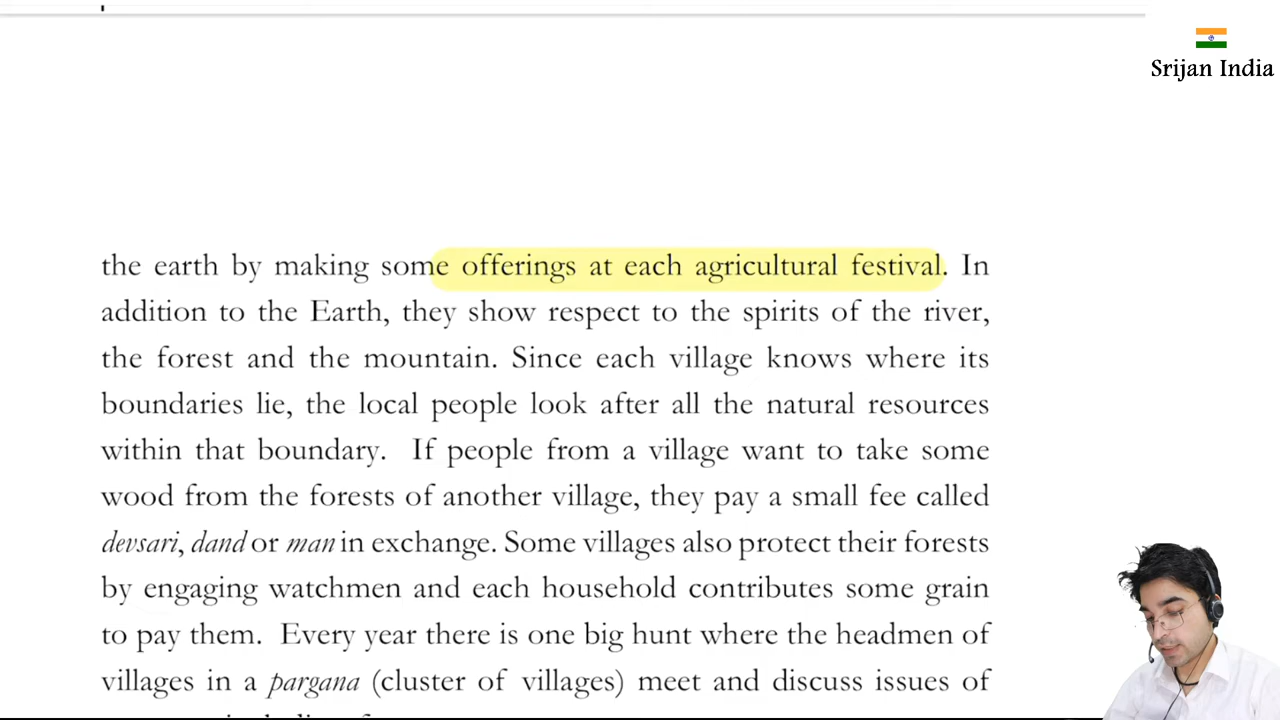 Srijan India
the earth by making some offerings at each agricultural festival. In
addition to the Earth, they show respect to the spirits of the river,
the forest and the mountain. Since each village knows where its
boundaries lie, the local people look after all the natural resources
within that boundary. If people from a village want to take some
wood from the forests of another village, they pay a small fee called
devsari, dand or man in exchange. Some villages also protect their forests
by engaging watchmen and each household contributes some grain
to pay them. Every year there is one big hunt where the headmen of
villages in a pargana (cluster of villages) meet and discuss issues of